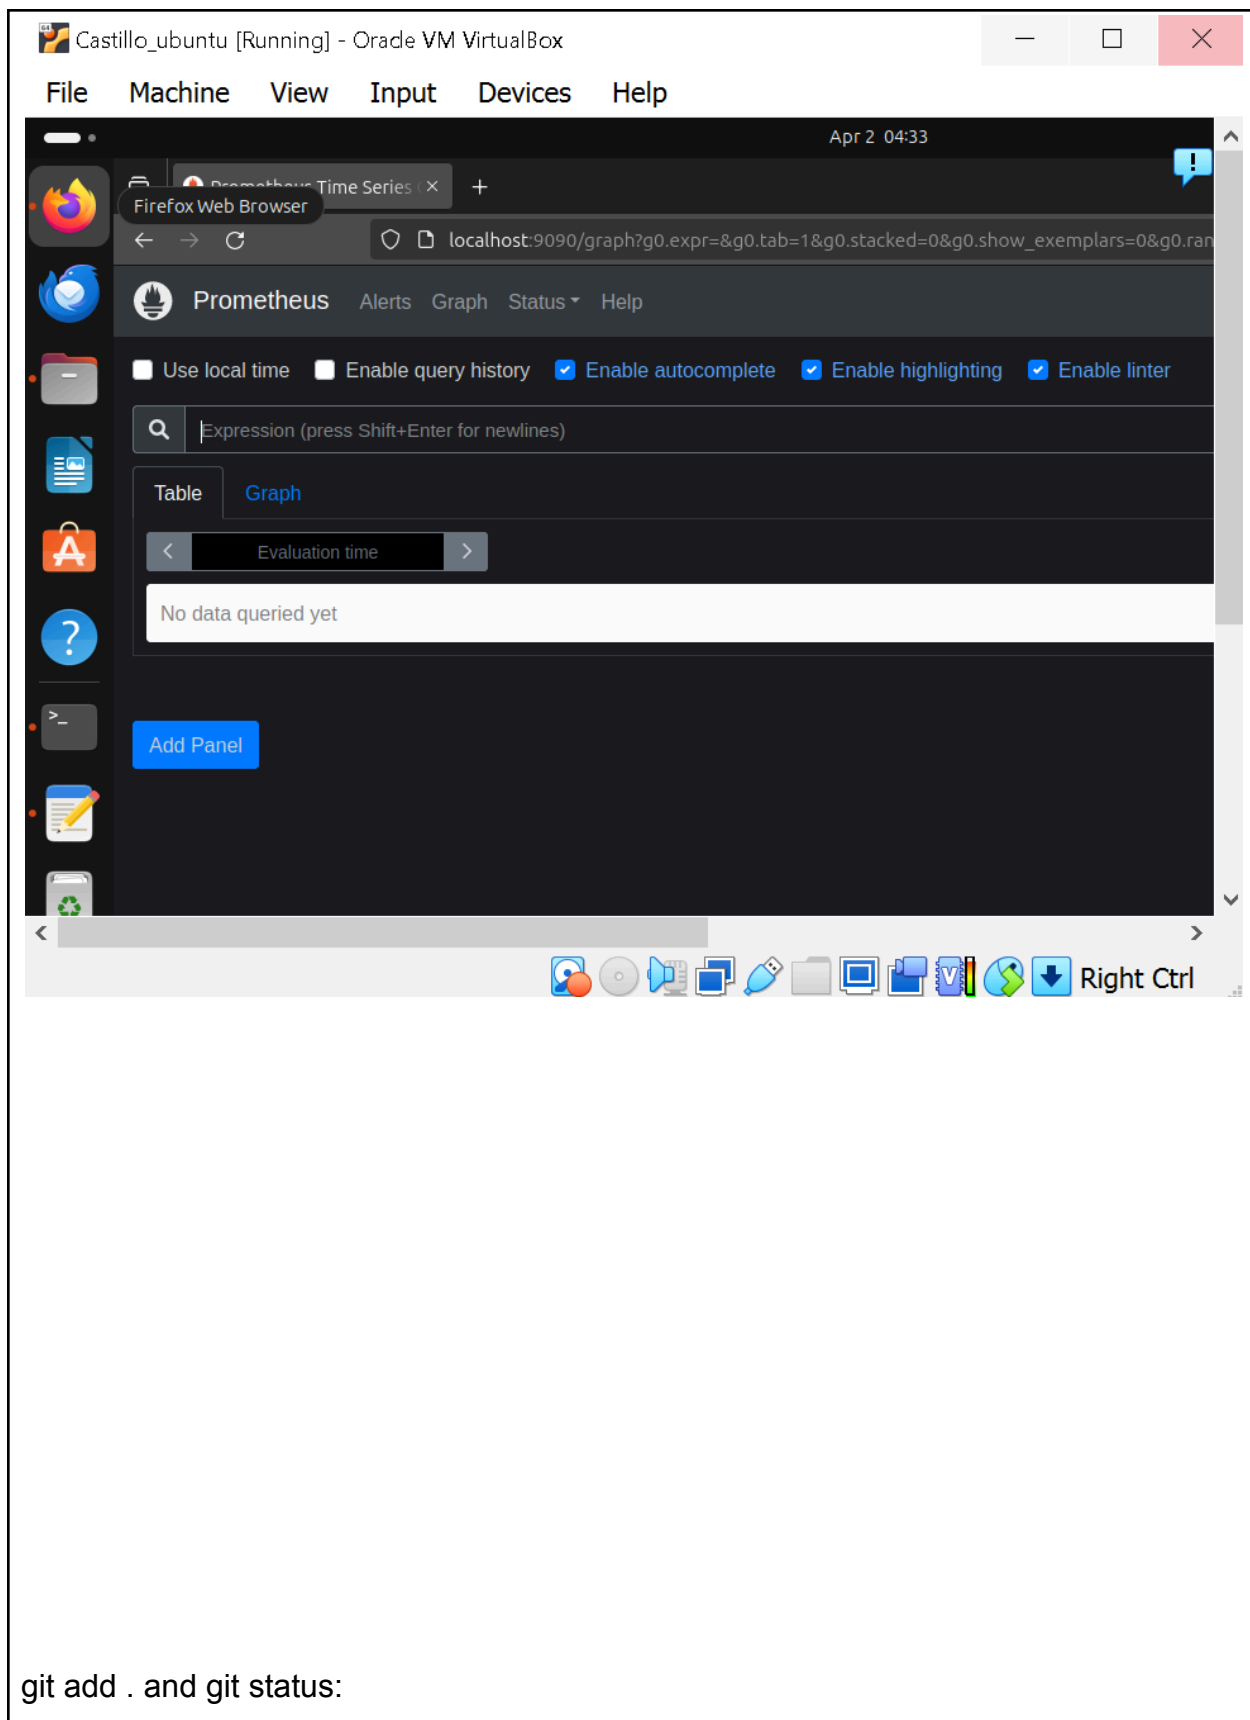 Castillo_ubuntu [Running] - Oracle VM VirtualBox
File Machine View Input Devices Help
Apr 2 04:33
Prometheus Time Series
Firefox Web Browser
localhost:9090/graph?g0.expr=&g0.tab=1&g0.stacked=0&g0.show_exemplars=0&g0.ran
Prometheus Alerts Graph Status Help
Use local time Enable query history Enable autocomplete Enable highlighting Enable linter
Expression (press Shift+Enter for newlines)
Table Graph
Evaluation time
No data queried yet
Add Panel
Right Ctrl
git add . and git status: